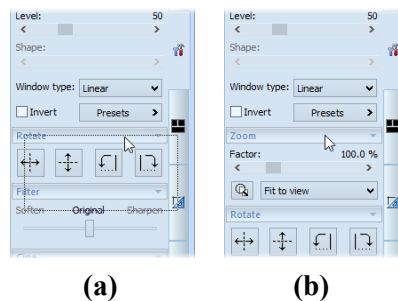 Level: 50
Shape:
Window type: Linear
Invert Presets
Rotate
Filter
Soften Original Sharpen
(a)
Level: 50
Shape:
Window type: Linear
Invert Presets
Zoom
Factor: 100.0 %
Fit to view
Rotate
(b)